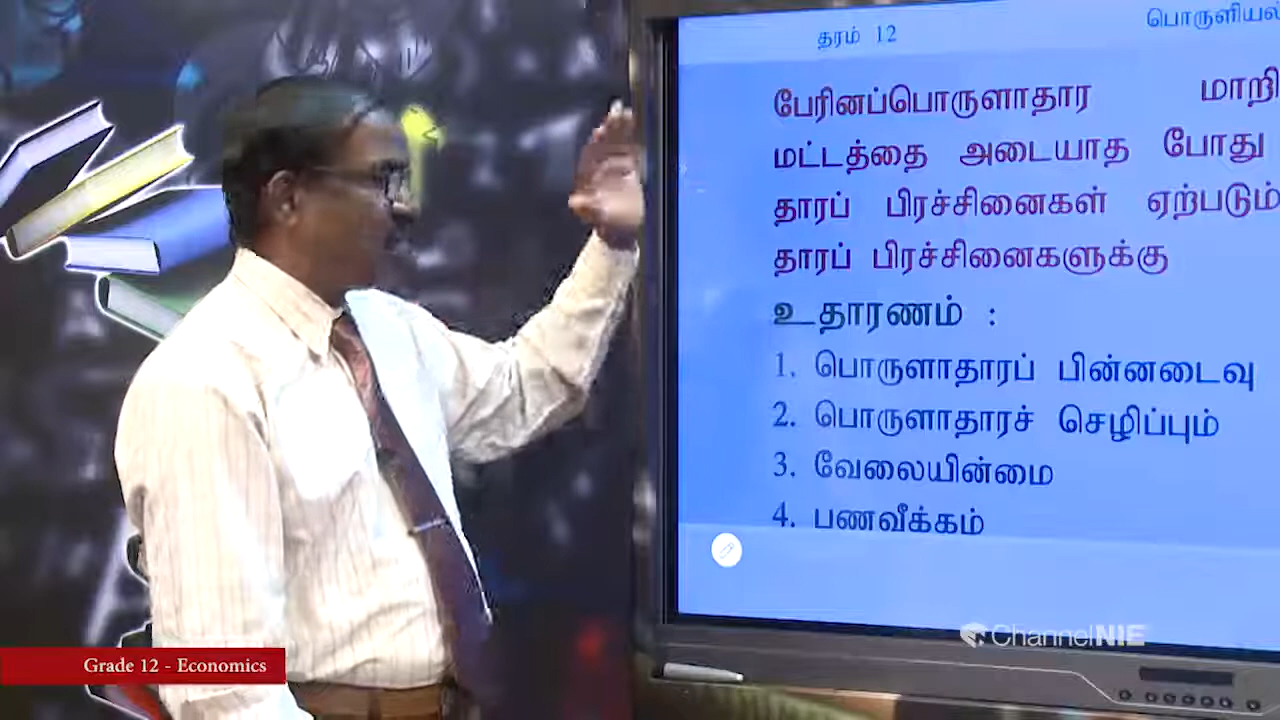 தரம் 12
பொருளியல்
பேரினப்பொருளாதார
மட்டத்தை அடையாத போது
தாரப் பிரச்சினைகள் ஏற்படும்
தாரப் பிரச்சினைகளுக்கு
உதாரணம் :
1. பொருளாதாரப் பின்னடைவு
2. பொருளாதாரச் செழிப்பும்
3. வேலையின்மை
4. பணவீக்கம்
ChannelNIE
Grade 12 - Economics